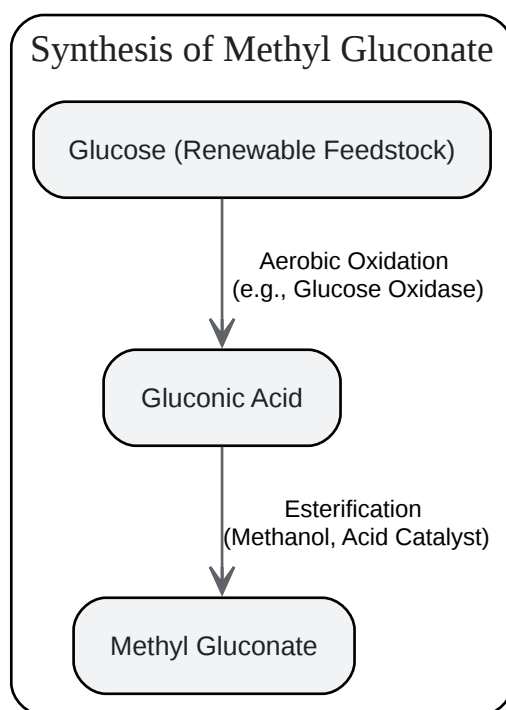 Synthesis of Methyl Gluconate
Glucose (Renewable Feedstock)
Aerobic Oxidation
(e.g., Glucose Oxidase)
Gluconic Acid
Esterification
(Methanol, Acid Catalyst)
Methyl Gluconate